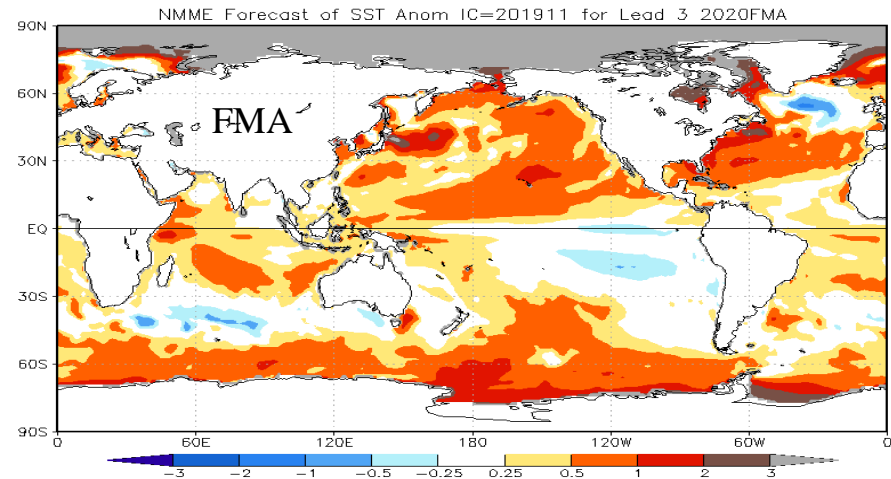 NMME Forecast of SST Anom IC=201911 for Lead 3 2020FMA
90N
60N
30N
EQ
30S
60S
90S
FMA
0 60E 120E 180 120W 60W 0
-3 -2 -1 -0.5 -0.25 0.25 0.5 1 2 3